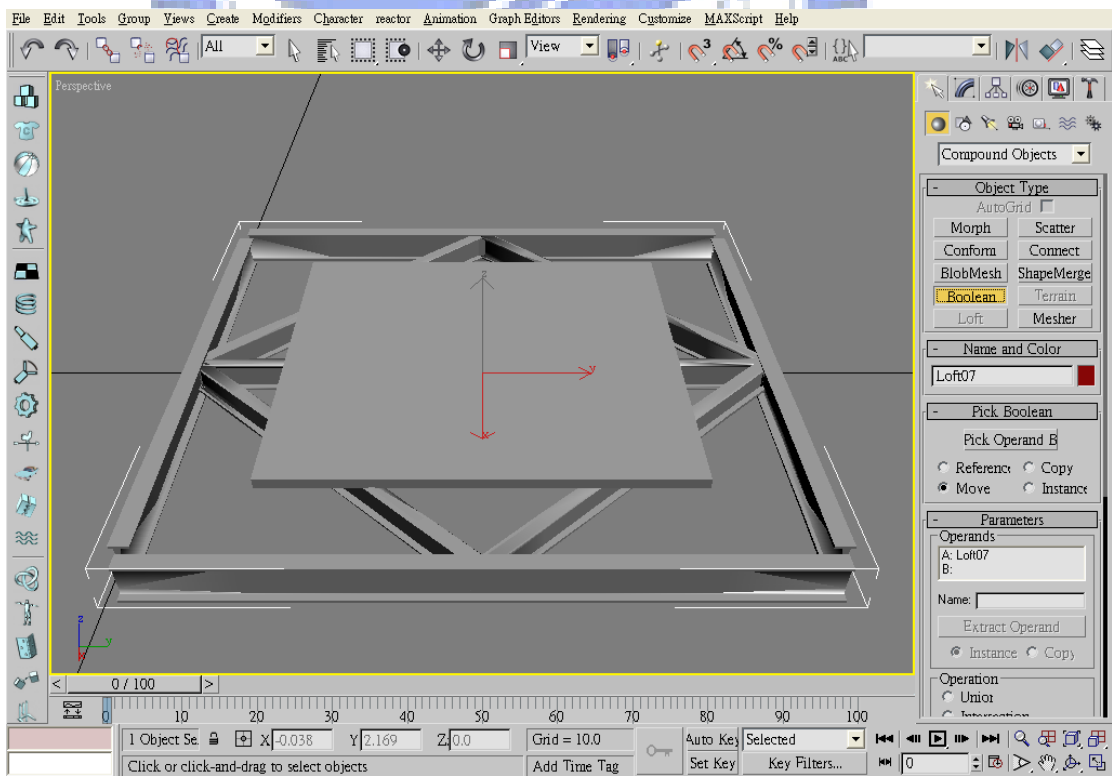 File Edit Tools Group Views Create Modifiers Character reactor Animation Graph Editors Rendering Customize MAXScript Help
All View
Perspective
Compound Objects
- Object Type
AutoGrid
Morph Scatter
Conform Connect
BlobMesh ShapeMerge
Boolean Terrain
Loft Mesher
- Name and Color
Loft07
- Pick Boolean
Pick Operand B
Reference Copy
Move Instance
- Parameters
Operands
A: Loft07
B:
Name:
Extract Operand
Instance Copy
Operation
Union
Intersection
z
y
x
z
y
x
< 0 / 100 >
0 10 20 30 40 50 60 70 80 90 100
1 Object Se X -0.038 Y 2.169 Z 0.0 Grid = 10.0 Auto Key Selected
Click or click-and-drag to select objects Add Time Tag Set Key Key Filters... 0